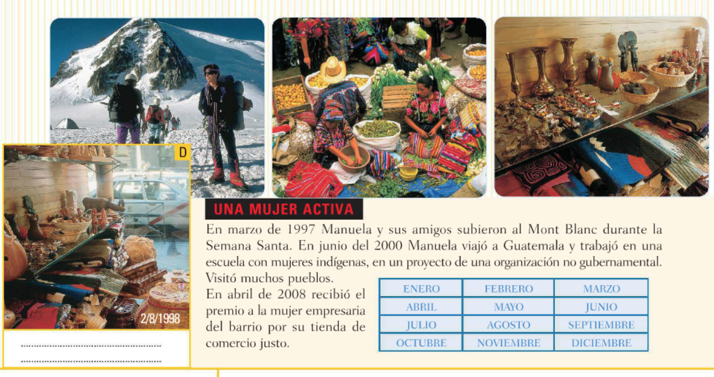 D
2/8/1998
UNA MUJER ACTIVA
En marzo de 1997 Manuela y sus amigos subieron al Mont Blanc durante la
Semana Santa. En junio del 2000 Manuela viajó a Guatemala y trabajó en una
escuela con mujeres indígenas, en un proyecto de una organización no gubernamental.
Visitó muchos pueblos.
En abril de 2008 recibió el
premio a la mujer empresaria
del barrio por su tienda de
comercio justo.
ENERO FEBRERO MARZO
ABRIL MAYO JUNIO
JULIO AGOSTO SEPTIEMBRE
OCTUBRE NOVIEMBRE DICIEMBRE